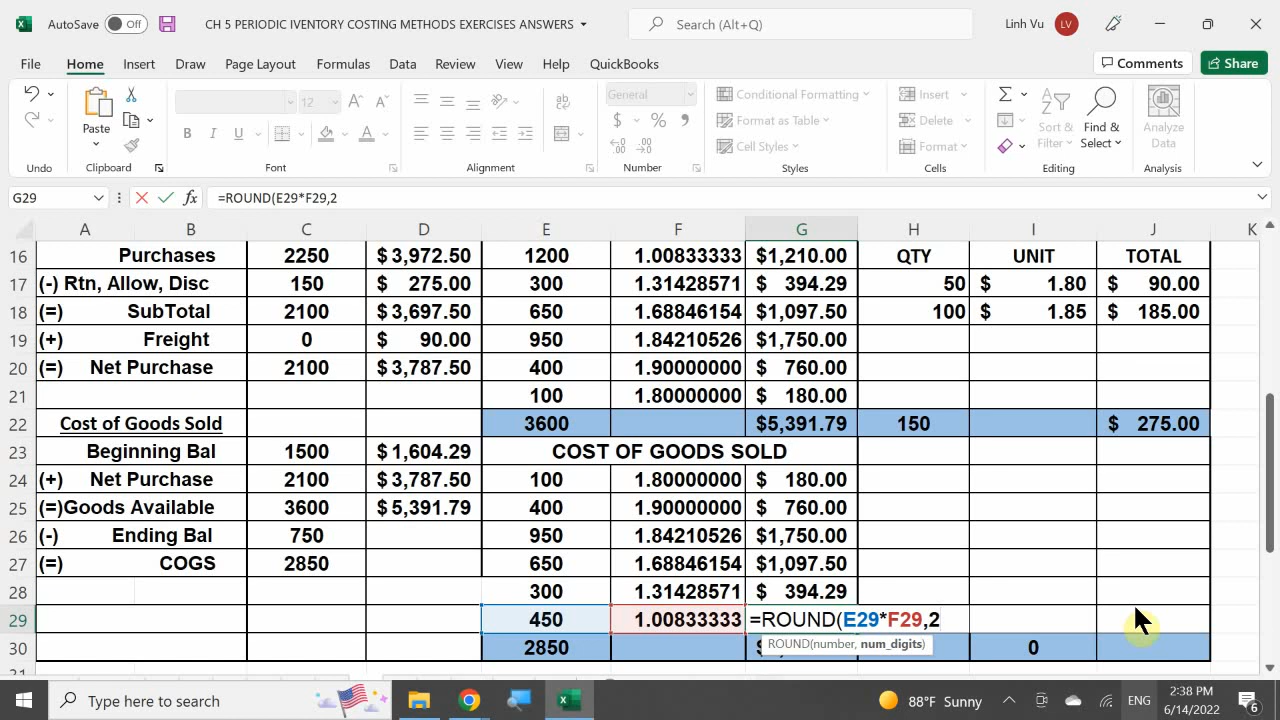 AutoSave Off CH 5 PERIODIC IVENTORY COSTING METHODS EXERCISES ANSWERS Search (Alt+Q) Linh Vu LV
File Home Insert Draw Page Layout Formulas Data Review View Help QuickBooks Comments Share
12 General Conditional Formatting Insert
Paste B I U $ % Format as Table Delete Sort & Filter Find & Select Analyze Data
Cell Styles Format
Undo Clipboard Font Alignment Number Styles Cells Editing Analysis
G29 fx =ROUND(E29*F29,2
A B C D E F G H I J K
16 Purchases 2250 $ 3,972.50 1200 1.00833333 $1,210.00 QTY UNIT TOTAL
17 (-) Rtn, Allow, Disc 150 $ 275.00 300 1.31428571 $ 394.29 50 $ 1.80 $ 90.00
18 (=) SubTotal 2100 $ 3,697.50 650 1.68846154 $1,097.50 100 $ 1.85 $ 185.00
19 (+) Freight 0 $ 90.00 950 1.84210526 $1,750.00
20 (=) Net Purchase 2100 $ 3,787.50 400 1.90000000 $ 760.00
21 100 1.80000000 $ 180.00
22 Cost of Goods Sold 3600 $5,391.79 150 $ 275.00
23 Beginning Bal 1500 $ 1,604.29 COST OF GOODS SOLD
24 (+) Net Purchase 2100 $ 3,787.50 100 1.80000000 $ 180.00
25 (=)Goods Available 3600 $ 5,391.79 400 1.90000000 $ 760.00
26 (-) Ending Bal 750 950 1.84210526 $1,750.00
27 (=) COGS 2850 650 1.68846154 $1,097.50
28 300 1.31428571 $ 394.29
29 450 1.00833333 =ROUND(E29*F29,2
30 2850 ROUND(number, num_digits) 0
Type here to search 88°F Sunny ENG 2:38 PM
6/14/2022 6